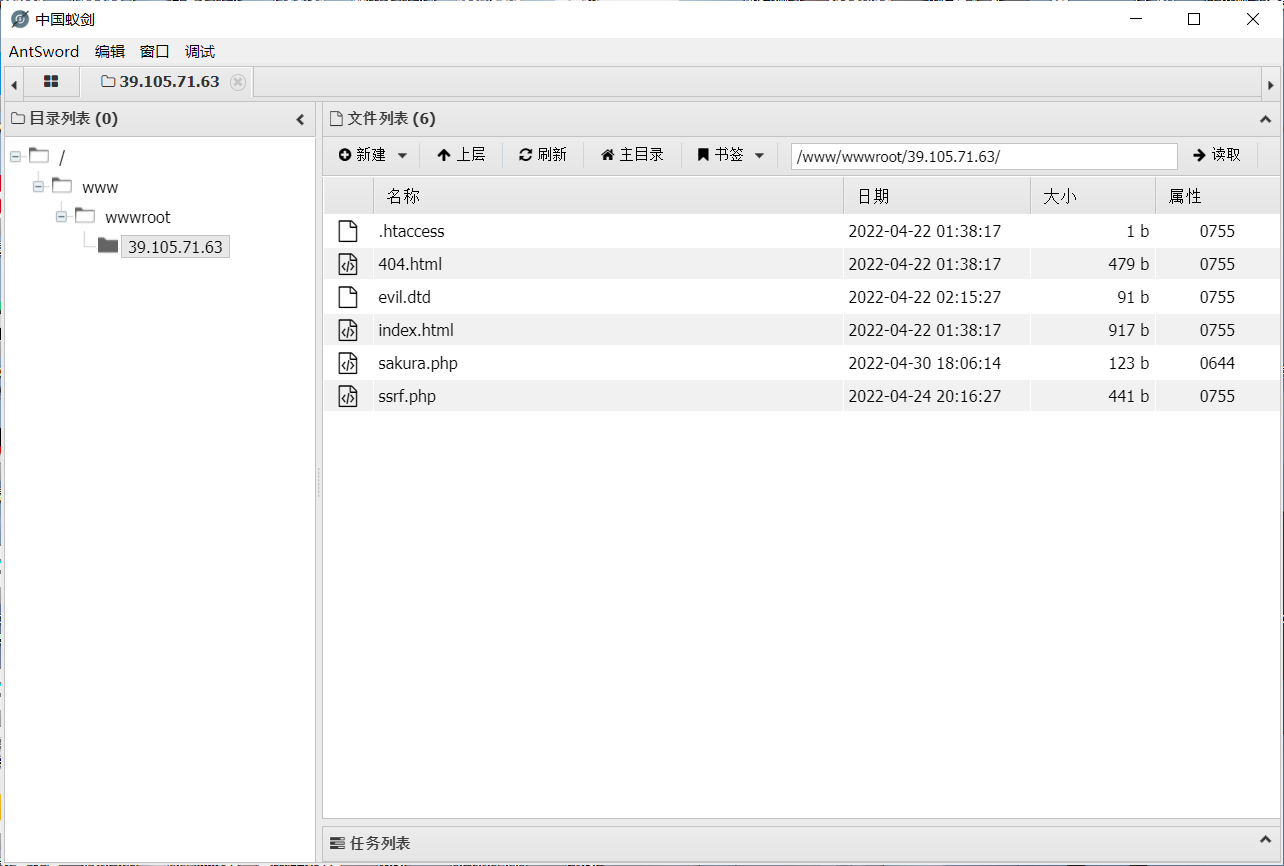 中国蚁剑
AntSword 编辑 窗口 调试
39.105.71.63
目录列表 (0)
/
www
wwwroot
39.105.71.63
文件列表 (6)
新建 上层 刷新 主目录 书签 /www/wwwroot/39.105.71.63/ 读取
名称 日期 大小 属性
.htaccess 2022-04-22 01:38:17 1 b 0755
404.html 2022-04-22 01:38:17 479 b 0755
evil.dtd 2022-04-22 02:15:27 91 b 0755
index.html 2022-04-22 01:38:17 917 b 0755
sakura.php 2022-04-30 18:06:14 123 b 0644
ssrf.php 2022-04-24 20:16:27 441 b 0755
任务列表